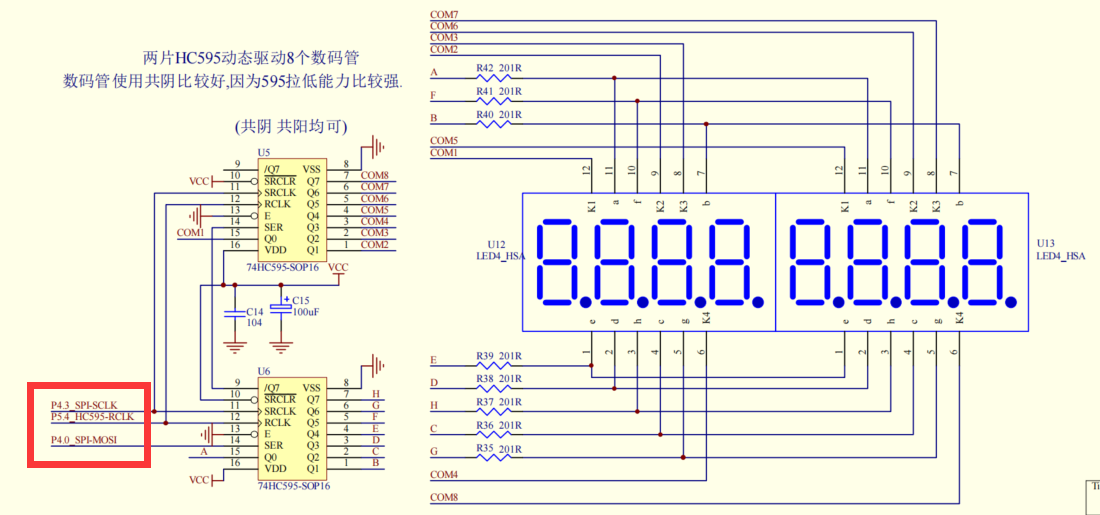 两片HC595动态驱动8个数码管
数码管使用共阴比较好,因为595拉低能力比较强.
(共阴 共阳均可)
U5
9 /Q7 VSS 8
VCC 10 SRCLR Q7 7 COM8
11 SRCLK Q6 6 COM7
12 RCLK Q5 5 COM6
13 E Q4 4 COM5
14 SER Q3 3 COM4
COM1 15 Q0 Q2 2 COM3
16 VDD Q1 1 COM2
74HC595-SOP16
VCC
C14
104
C15
100uF
U6
9 /Q7 VSS 8
10 SRCLR Q7 7 H
P4.3_SPI-SCLK 11 SRCLK Q6 6 G
P5.4_HC595-RCLK 12 RCLK Q5 5 F
13 E Q4 4 E
P4.0_SPI-MOSI 14 SER Q3 3 D
A 15 Q0 Q2 2 C
16 VDD Q1 1 B
VCC
74HC595-SOP16
COM7
COM6
COM3
COM2
A R42 201R
F R41 201R
B R40 201R
COM5
COM1
12 11 10 9 8 7 12 11 10 9 8 7
K1 a f K2 K3 b K1 a f K2 K3 b
U12
LED4_HSA
U13
LED4_HSA
e d h c g K4 e d h c g K4
1 2 3 4 5 6 1 2 3 4 5 6
E R39 201R
D R38 201R
H R37 201R
C R36 201R
G R35 201R
COM4
COM8